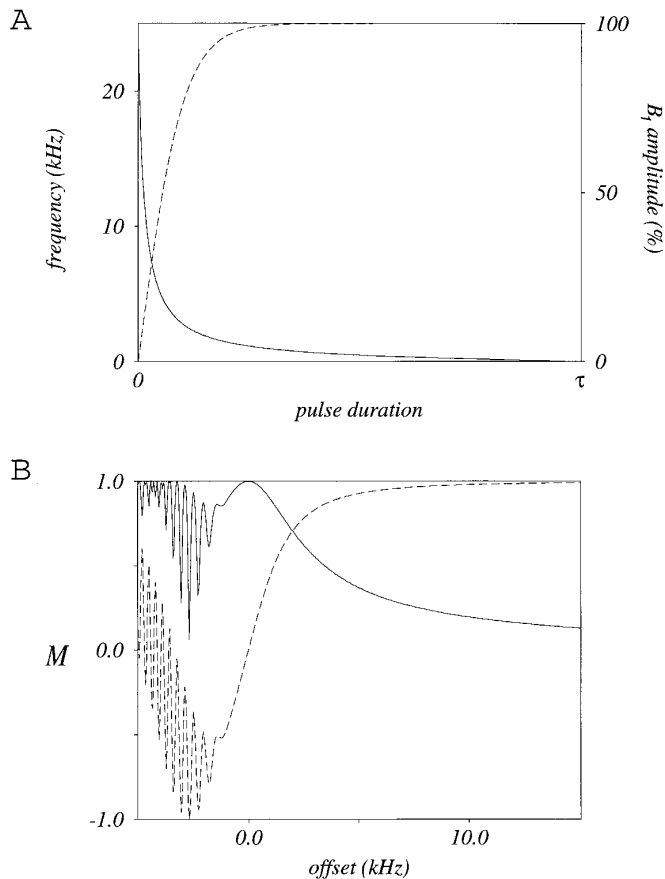 A
20
10
0
frequency (kHz)
100
50
0
B1 amplitude (%)
0
τ
pulse duration
B
1.0
0.0
-1.0
M
0.0
10.0
offset (kHz)